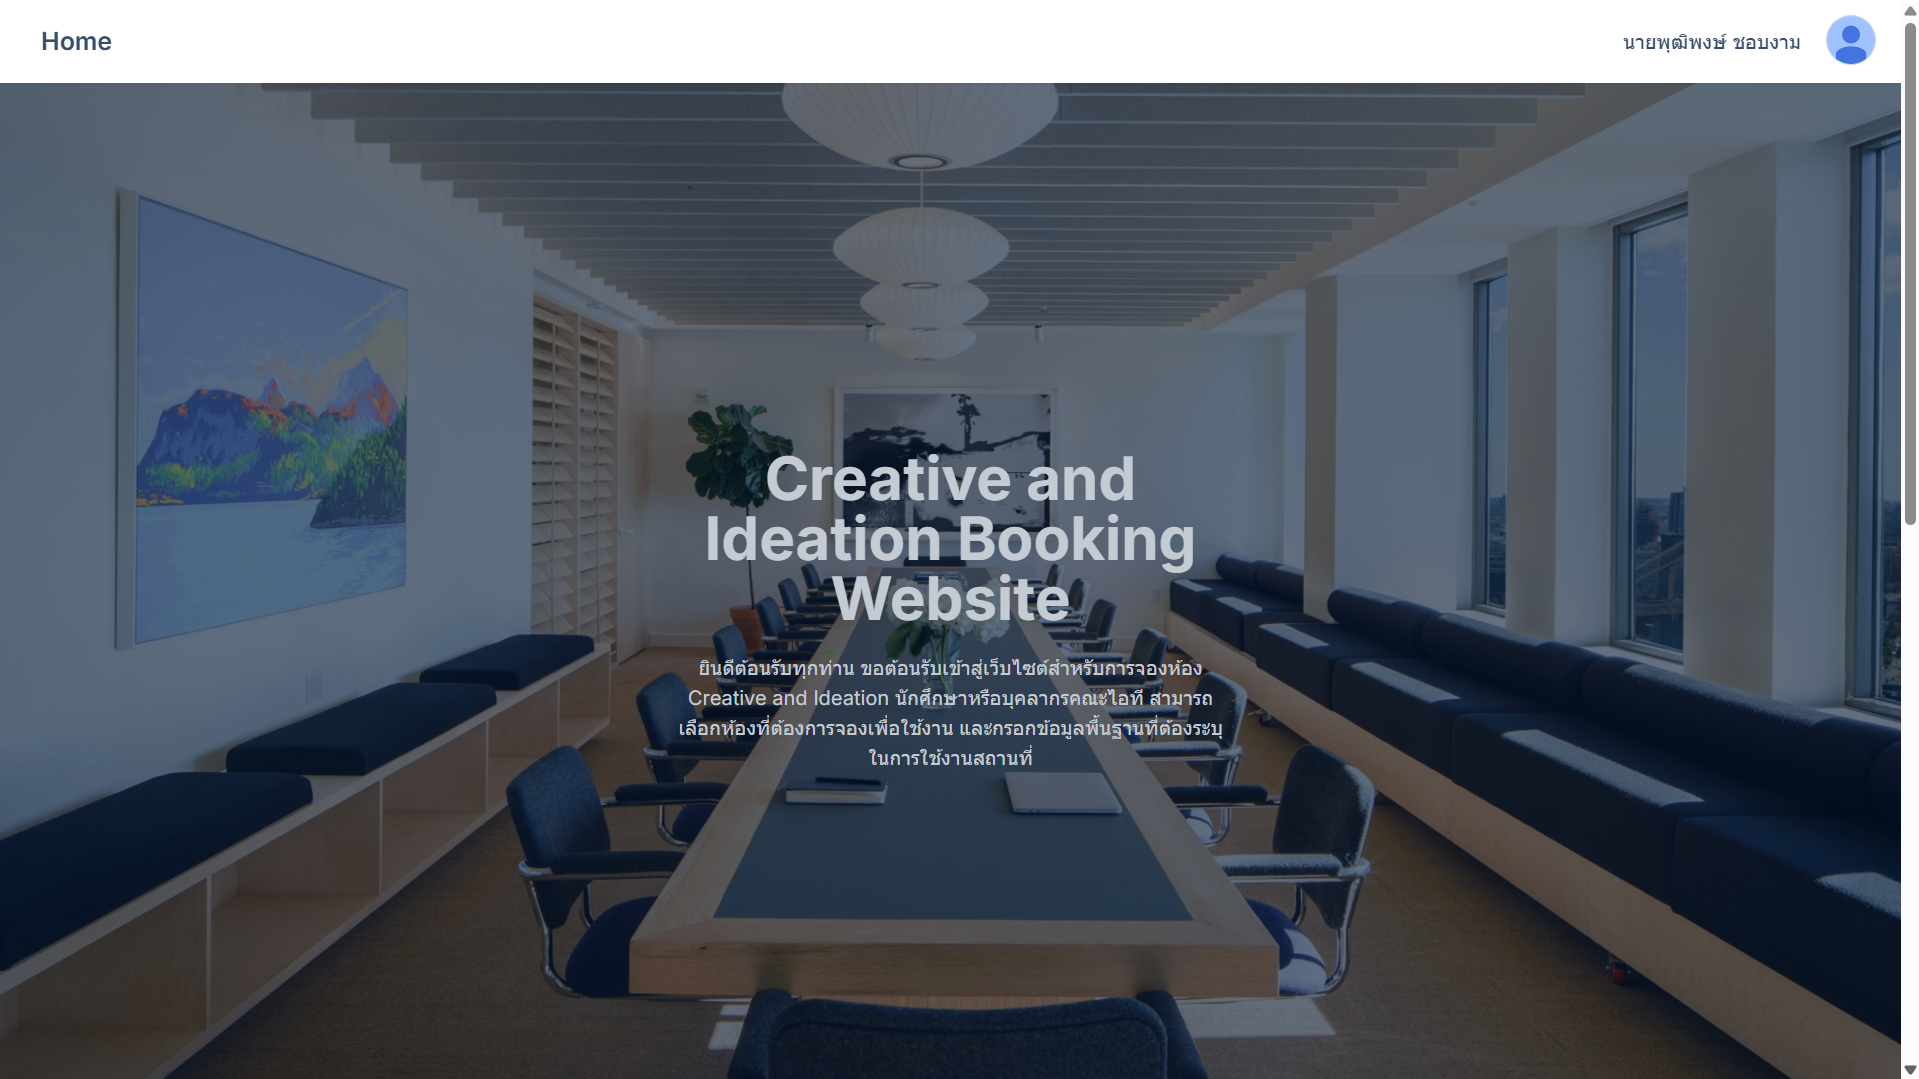 Home
นายพุฒิพงษ์ ชอบงาม
Creative and
Ideation Booking
Website
ยินดีต้อนรับทุกท่าน ขอต้อนรับเข้าสู่เว็บไซต์สำหรับการจองห้อง
Creative and Ideation นักศึกษาหรือบุคลากรคณะไอที สามารถ
เลือกห้องที่ต้องการจองเพื่อใช้งาน และกรอกข้อมูลพื้นฐานที่ต้องระบุ
ในการใช้งานสถานที่